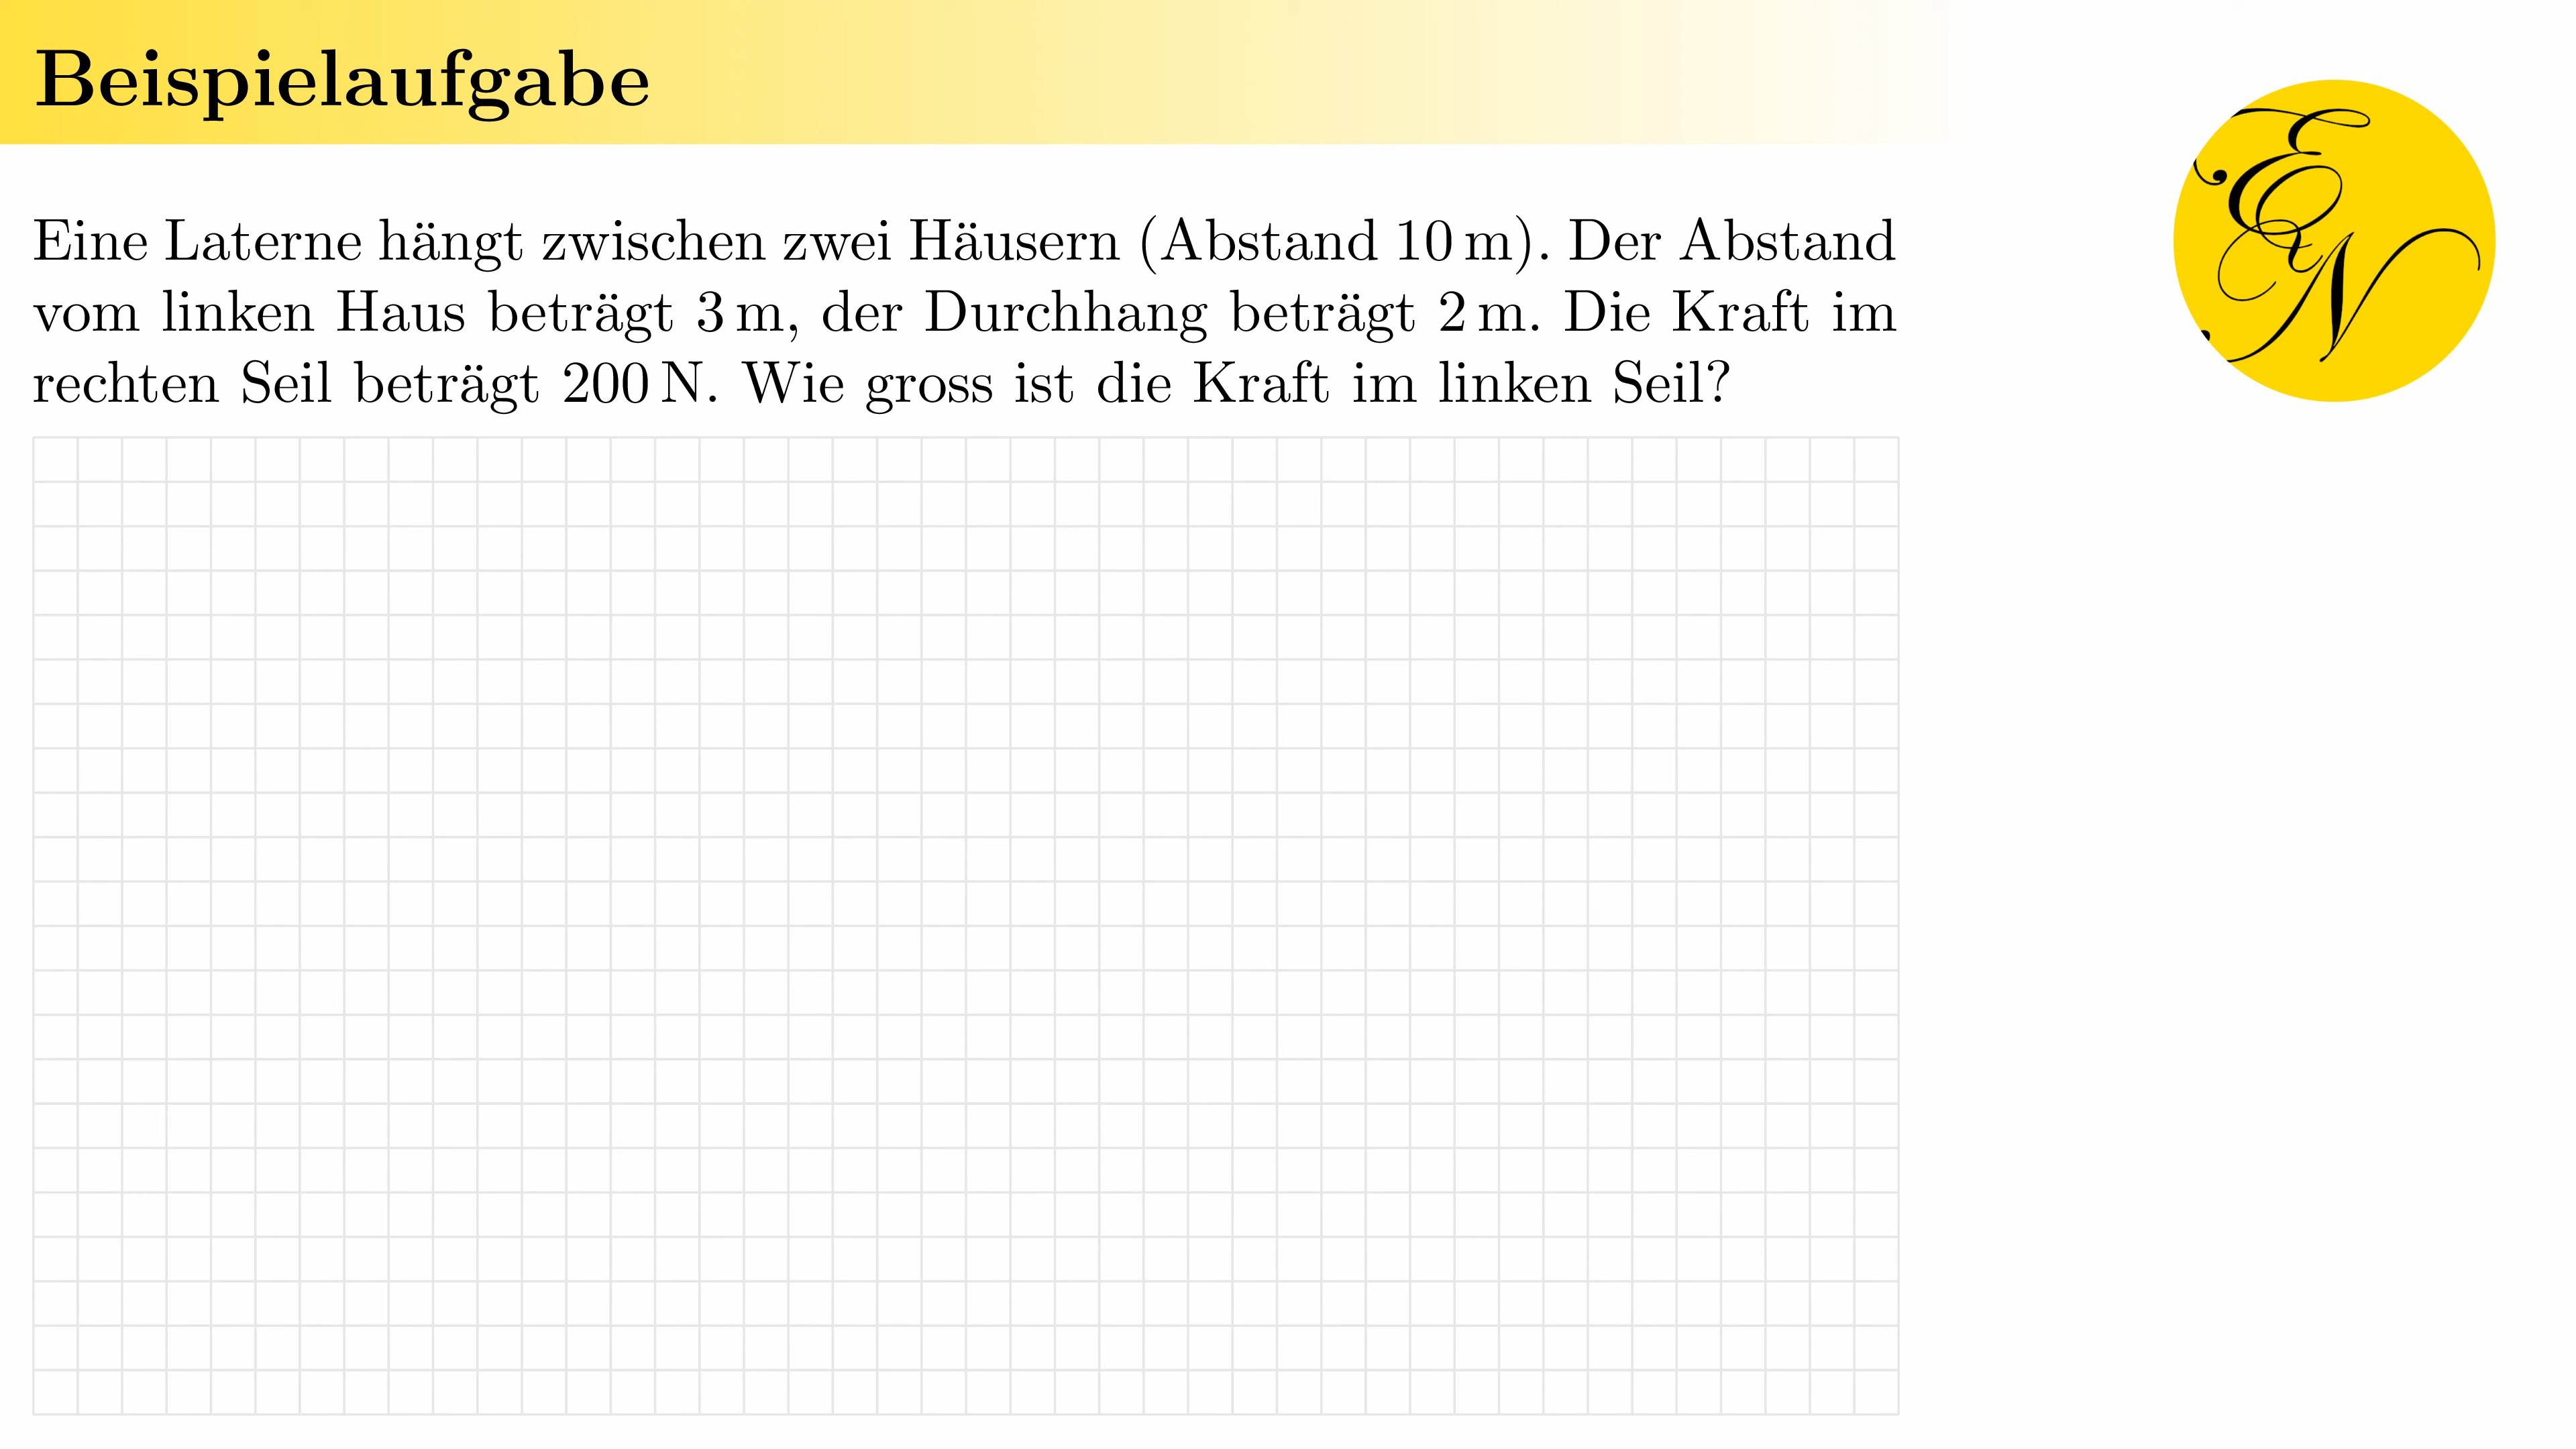 Beispielaufgabe
Eine Laterne hängt zwischen zwei Häusern (Abstand 10 m). Der Abstand
vom linken Haus beträgt 3 m, der Durchhang beträgt 2 m. Die Kraft im
rechten Seil beträgt 200 N. Wie gross ist die Kraft im linken Seil?